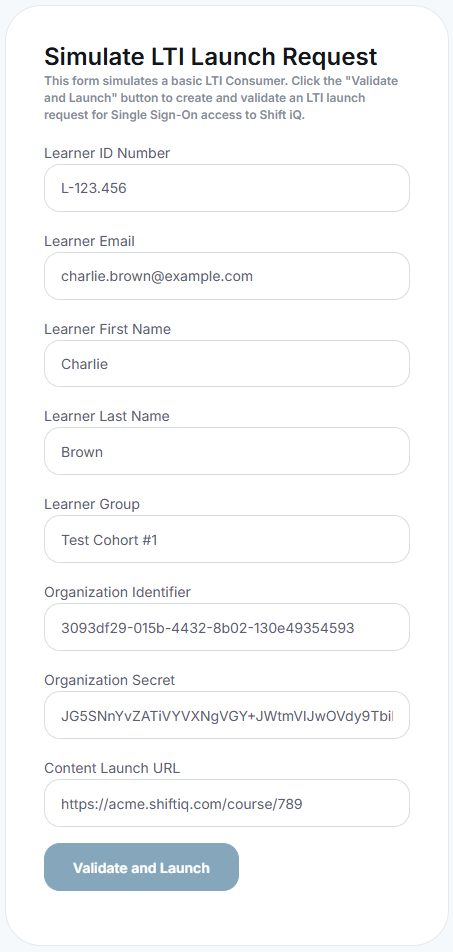 Simulate LTI Launch Request
This form simulates a basic LTI Consumer. Click the "Validate
and Launch" button to create and validate an LTI launch
request for Single Sign-On access to Shift iQ.
Learner ID Number
L-123.456
Learner Email
charlie.brown@example.com
Learner First Name
Charlie
Learner Last Name
Brown
Learner Group
Test Cohort #1
Organization Identifier
3093df29-015b-4432-8b02-130e49354593
Organization Secret
Content Launch URL
https://acme.shiftiq.com/course/789
Validate and Launch